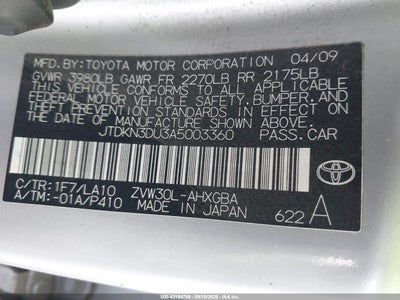 MFD. BY: TOYOTA MOTOR CORPORATION 04/09
GVWR 3980LB GAWR FR 2270LB RR 2175LB
THIS VEHICLE CONFORMS TO ALL APPLICABLE
FEDERAL MOTOR VEHICLE SAFETY, BUMPER, AND
THEFT PREVENTION STANDARDS IN EFFECT ON
THE DATE OF MANUFACTURE SHOWN ABOVE.
JTDKN3DU3A5003360 PASS.CAR
C/TR: 1F7/LA10 ZVW30L-AHXGBA
A/TM: -01A/P410 MADE IN JAPAN
TOYOTA
622 A